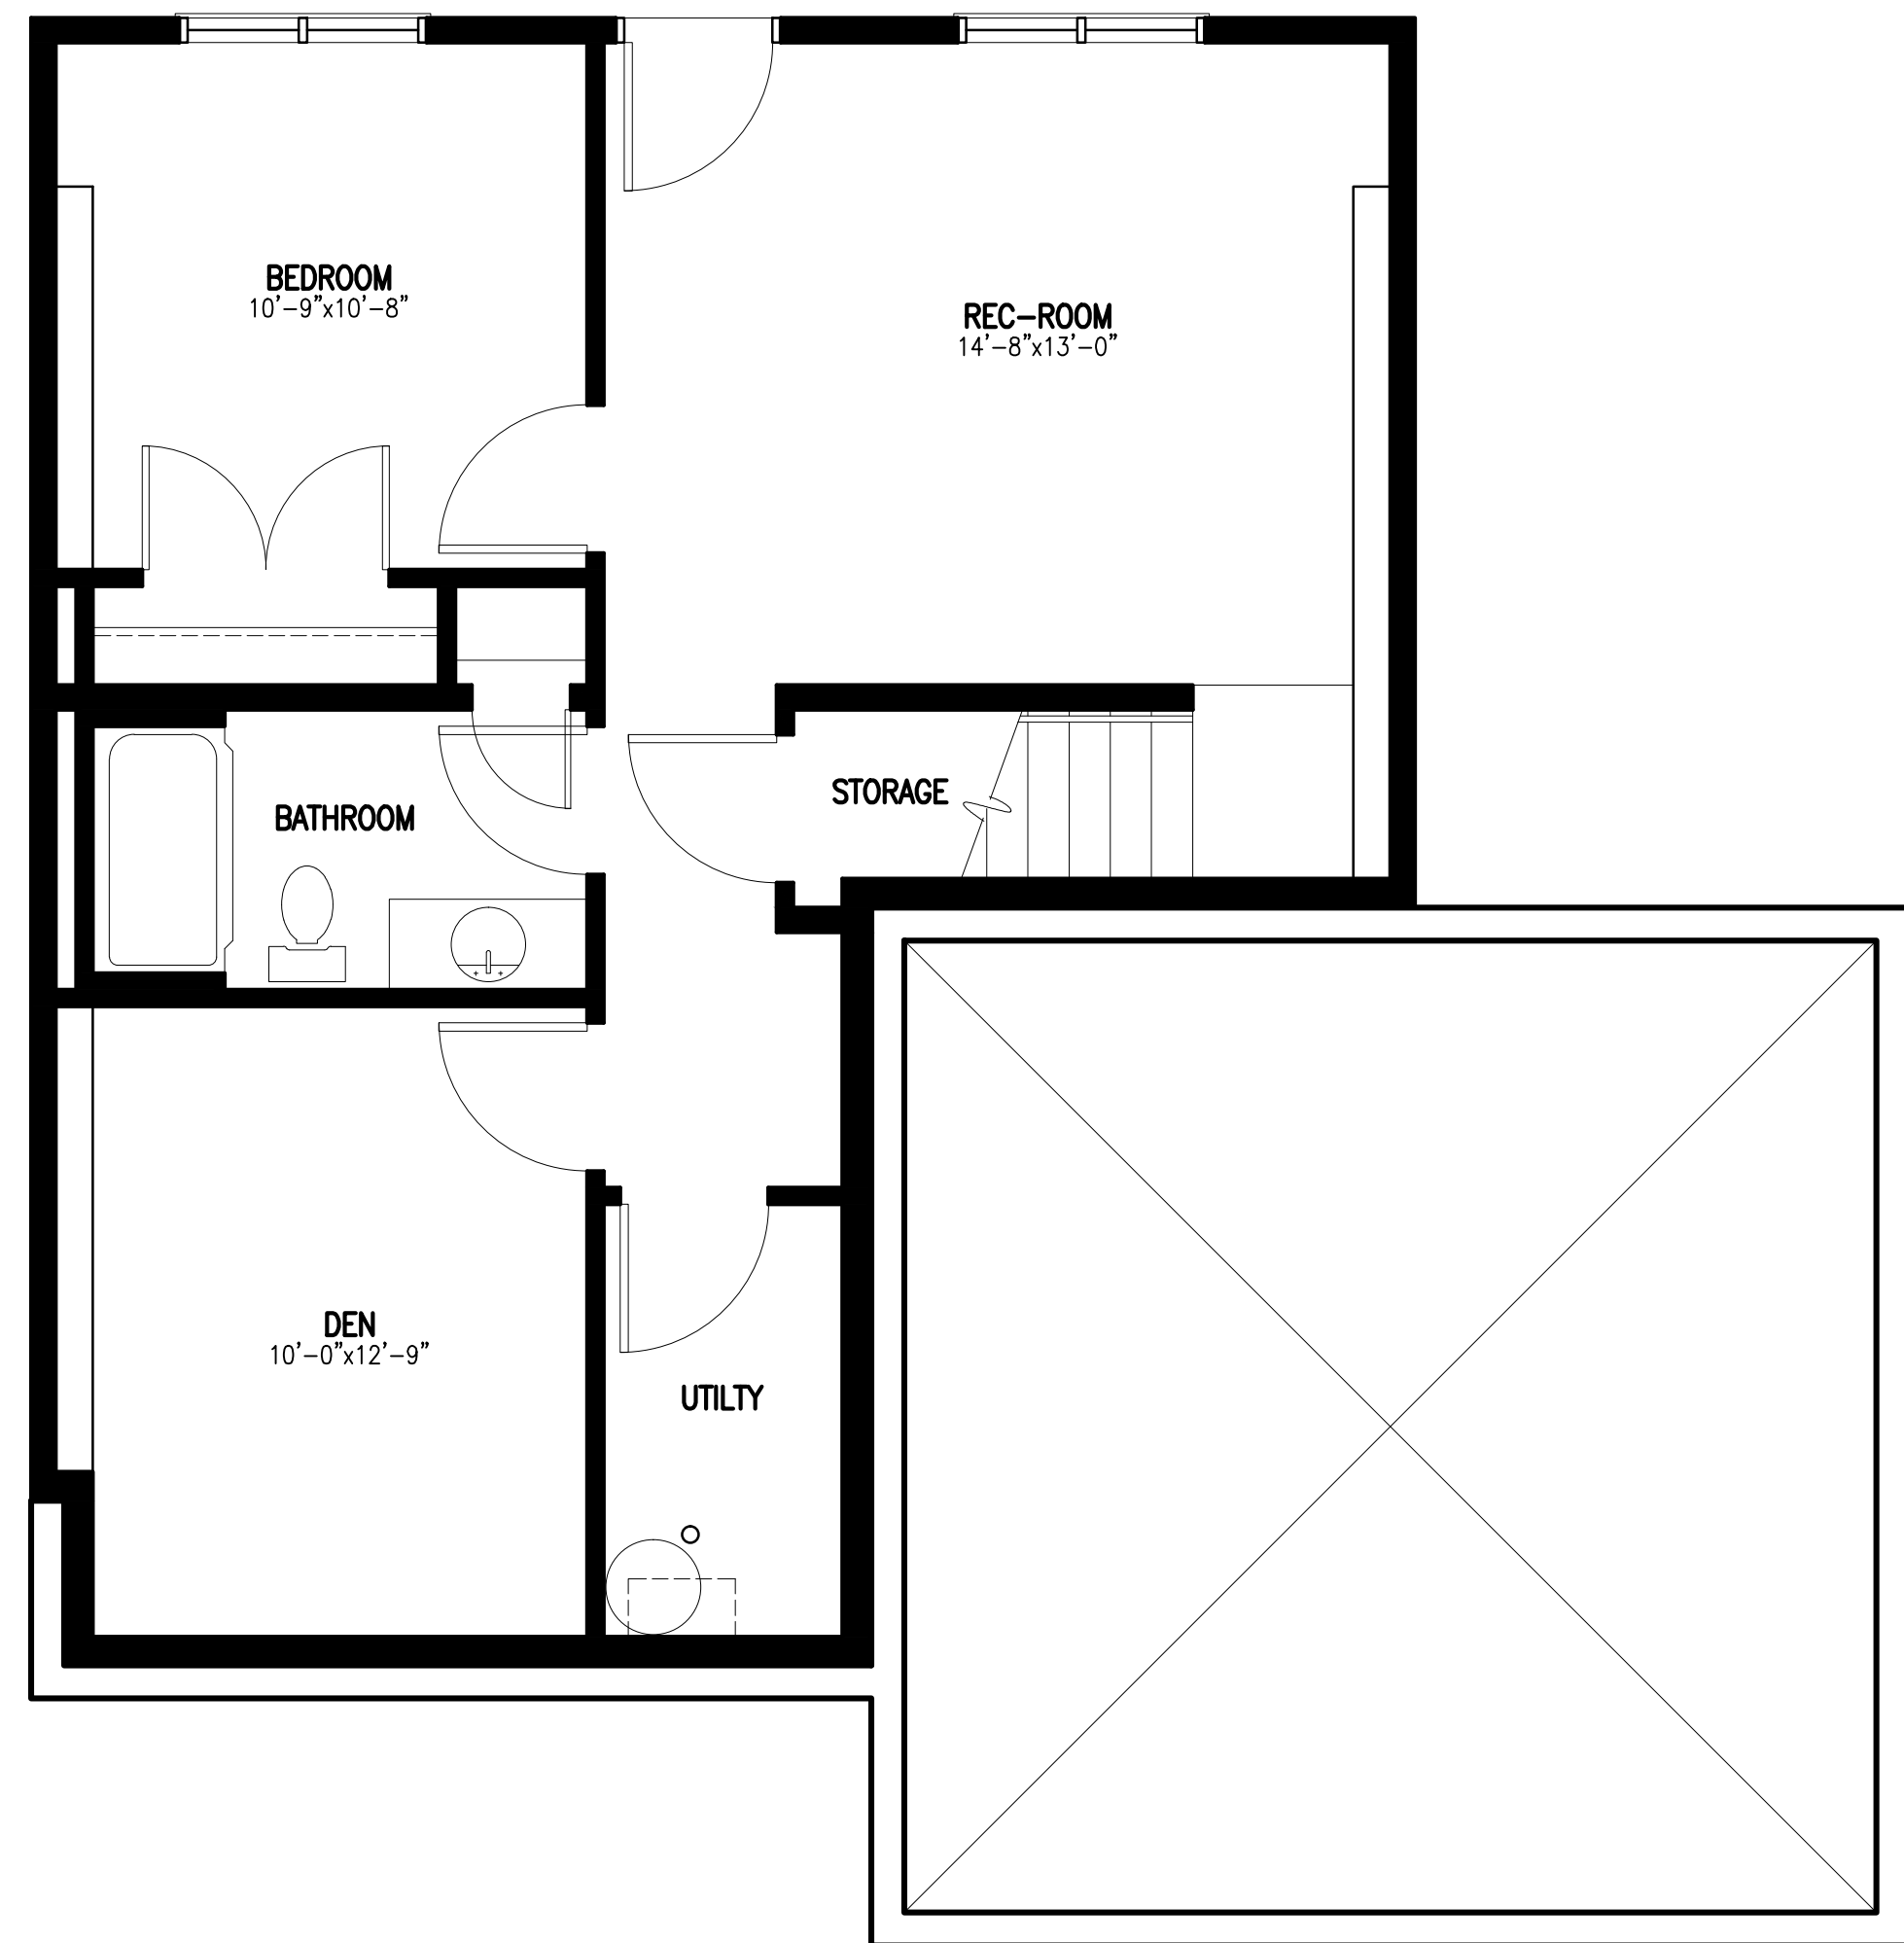 BEDROOM
10'-9"x10'-8"
REC-ROOM
14'-8"x13'-0"
STORAGE
BATHROOM
DEN
10'-0"x12'-9"
UTILTY